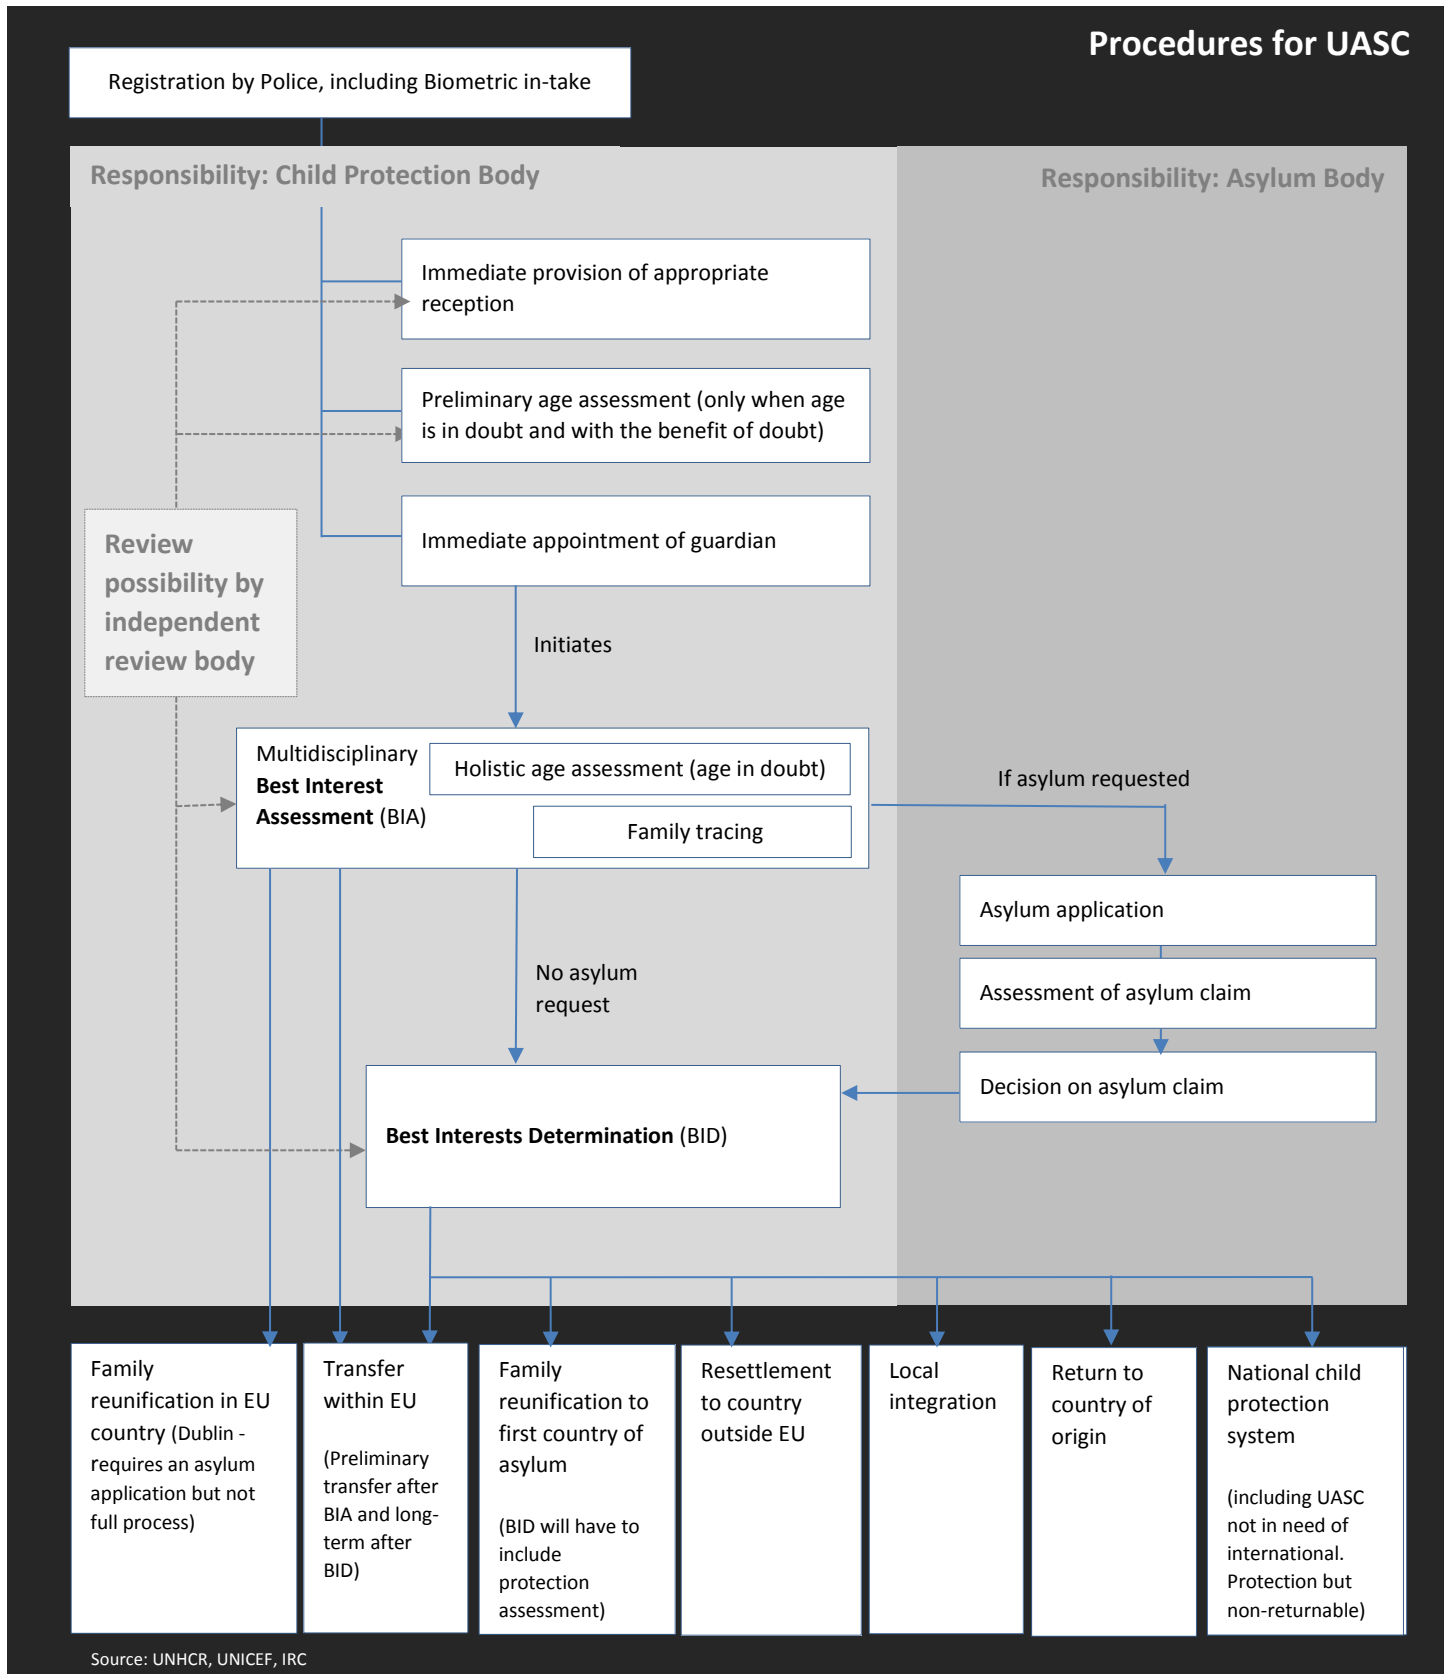 Procedures for UASC
Registration by Police, including Biometric in-take
Responsibility: Child Protection Body
Responsibility: Asylum Body
Immediate provision of appropriate
reception
Preliminary age assessment (only when age
is in doubt and with the benefit of doubt)
Immediate appointment of guardian
Review
possibility by
independent
review body
Initiates
Multidisciplinary
Best Interest
Assessment (BIA)
Holistic age assessment (age in doubt)
Family tracing
If asylum requested
Asylum application
Assessment of asylum claim
Decision on asylum claim
No asylum
request
Best Interests Determination (BID)
Family
reunification in EU
country (Dublin -
requires an asylum
application but not
full process)
Transfer
within EU
(Preliminary
transfer after
BIA and long-
term after
BID)
Family
reunification to
first country of
asylum
(BID will have to
include
protection
assessment)
Resettlement
to country
outside EU
Local
integration
Return to
country of
origin
National child
protection
system
(including UASC
not in need of
international.
Protection but
non-returnable)
Source: UNHCR, UNICEF, IRC